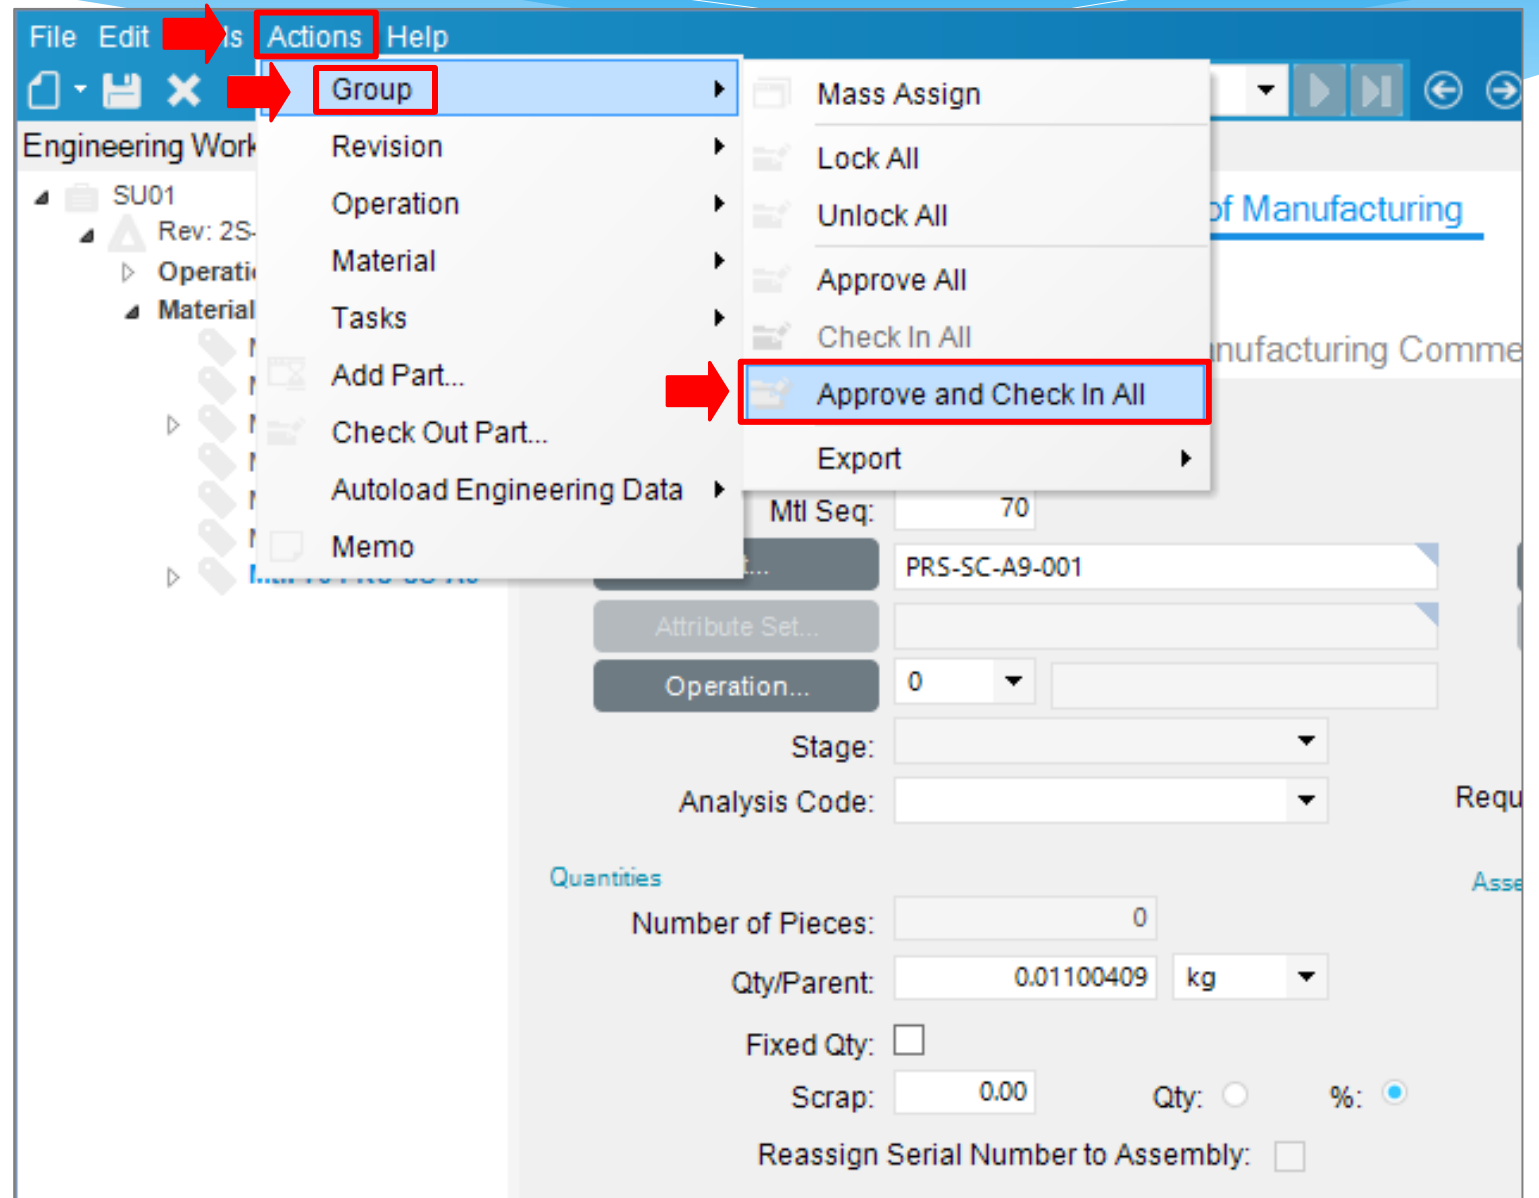 File Edit Actions Help
Group
Revision
Operation
Material
Tasks
Add Part...
Check Out Part...
Autoload Engineering Data
Memo
Mass Assign
Lock All
Unlock All
Approve All
Check In All
Approve and Check In All
Export
Engineering Work
SU01
Rev: 2S-
Operati
Material
of Manufacturing
anufacturing Comme
Mtl Seq: 70
PRS-SC-A9-001
Attribute Set...
Operation... 0
Stage:
Analysis Code:
Requ
Quantities
Asse
Number of Pieces: 0
Qty/Parent: 0.01100409 kg
Fixed Qty:
Scrap: 0.00 Qty: %:
Reassign Serial Number to Assembly: